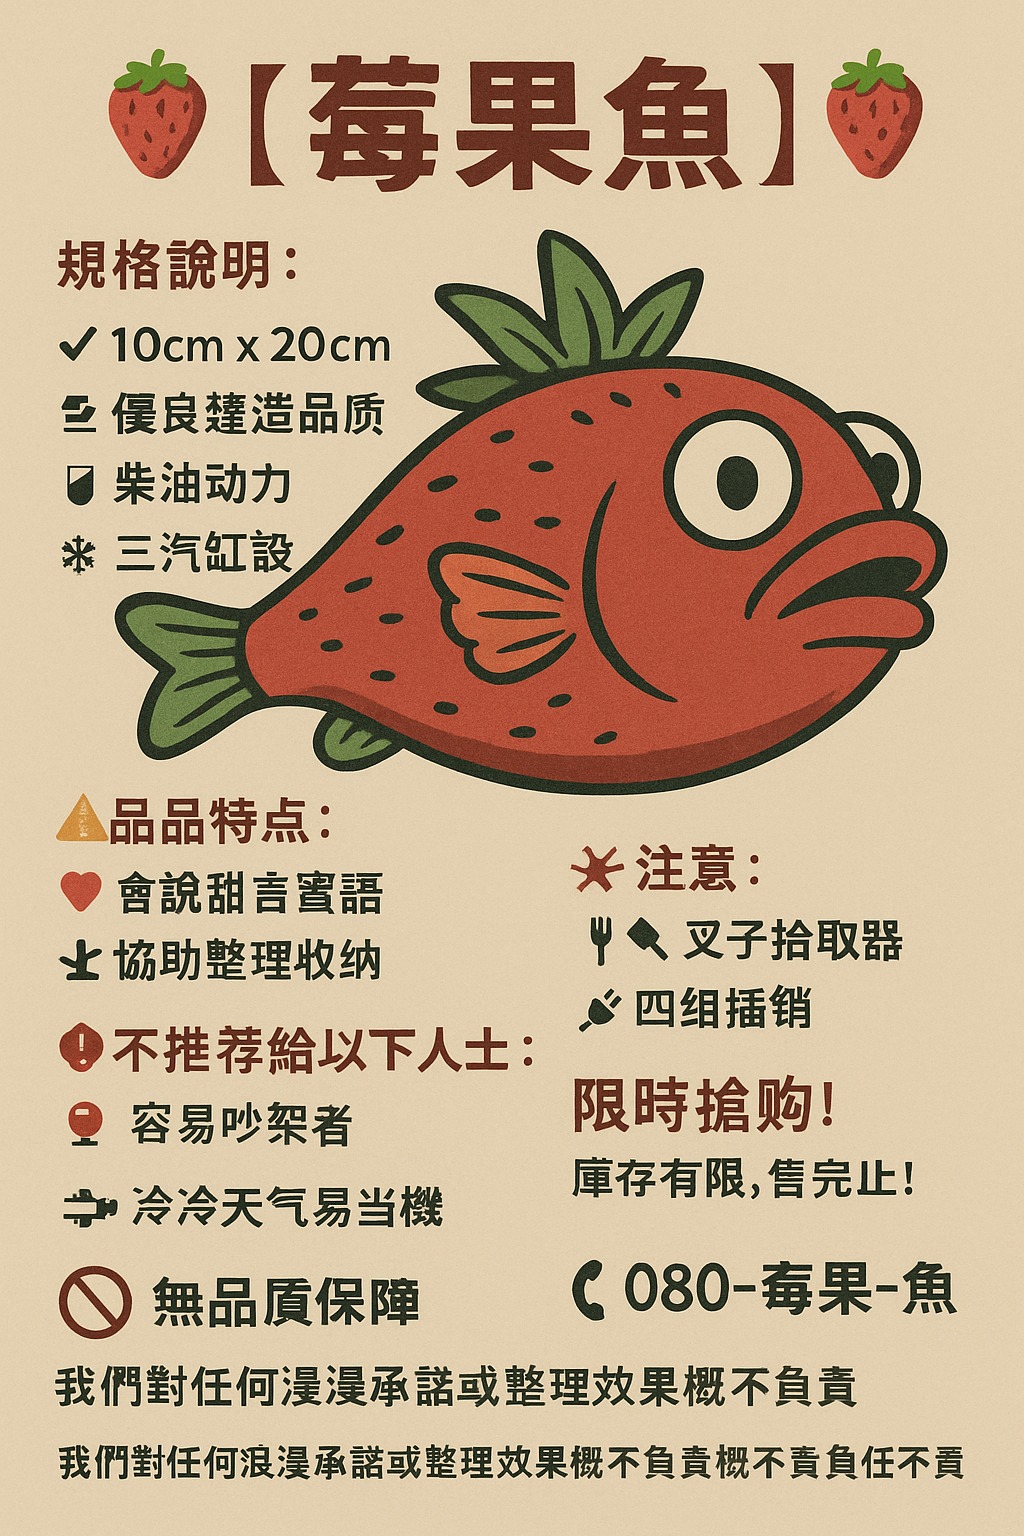 【莓果魚】
規格說明：
10cm x 20cm
優良達造品质
柴油动力
三汽缸設
品品特点：
會說甜言蜜語
協助整理收纳
注意：
叉子拾取器
四组插销
不推荐給以下人士：
容易吵架者
冷冷天气易当機
限時搶购!
庫存有限,售完止!
無品质保障
080-莓果-魚
我們對任何漫漫承諾或整理效果概不負責
我們對任何浪漫承諾或整理效果概不負責概不責負任不責